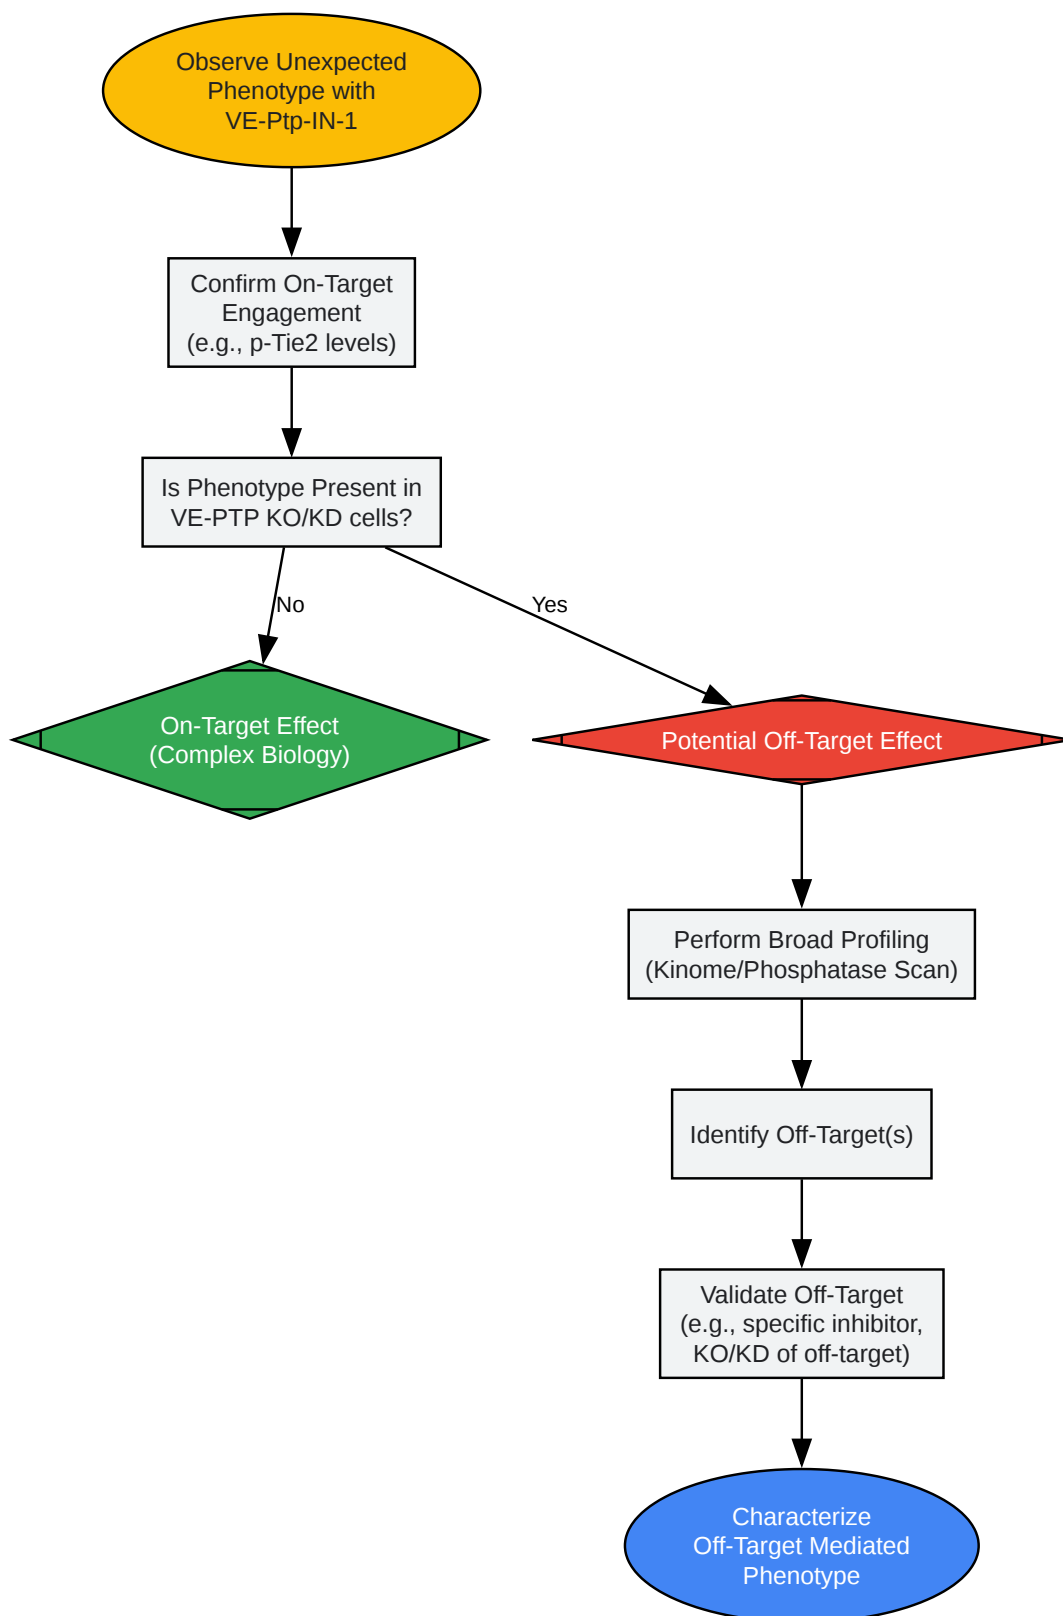 Observe Unexpected
Phenotype with
VE-Ptp-IN-1
Confirm On-Target
Engagement
(e.g., p-Tie2 levels)
Is Phenotype Present in
VE-PTP KO/KD cells?
No
Yes
On-Target Effect
(Complex Biology)
Potential Off-Target Effect
Perform Broad Profiling
(Kinome/Phosphatase Scan)
Identify Off-Target(s)
Validate Off-Target
(e.g., specific inhibitor,
KO/KD of off-target)
Characterize
Off-Target Mediated
Phenotype